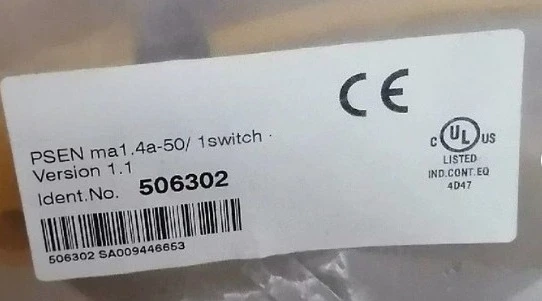 CE
PSEN ma1.4a-50/ 1switch
Version 1.1
Ident.No. 506302
506302 SA009446653
C UL US
LISTED
IND.CONT.EQ
4D47